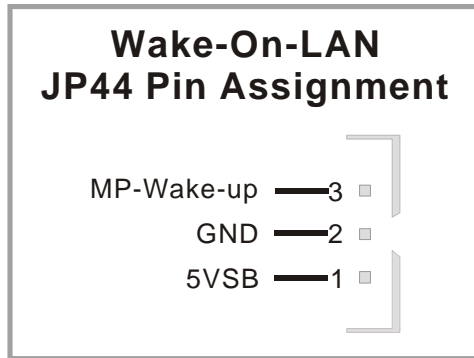 Wake-On-LAN
JP44 Pin Assignment
MP-Wake-up 3
GND 2
5VSB 1